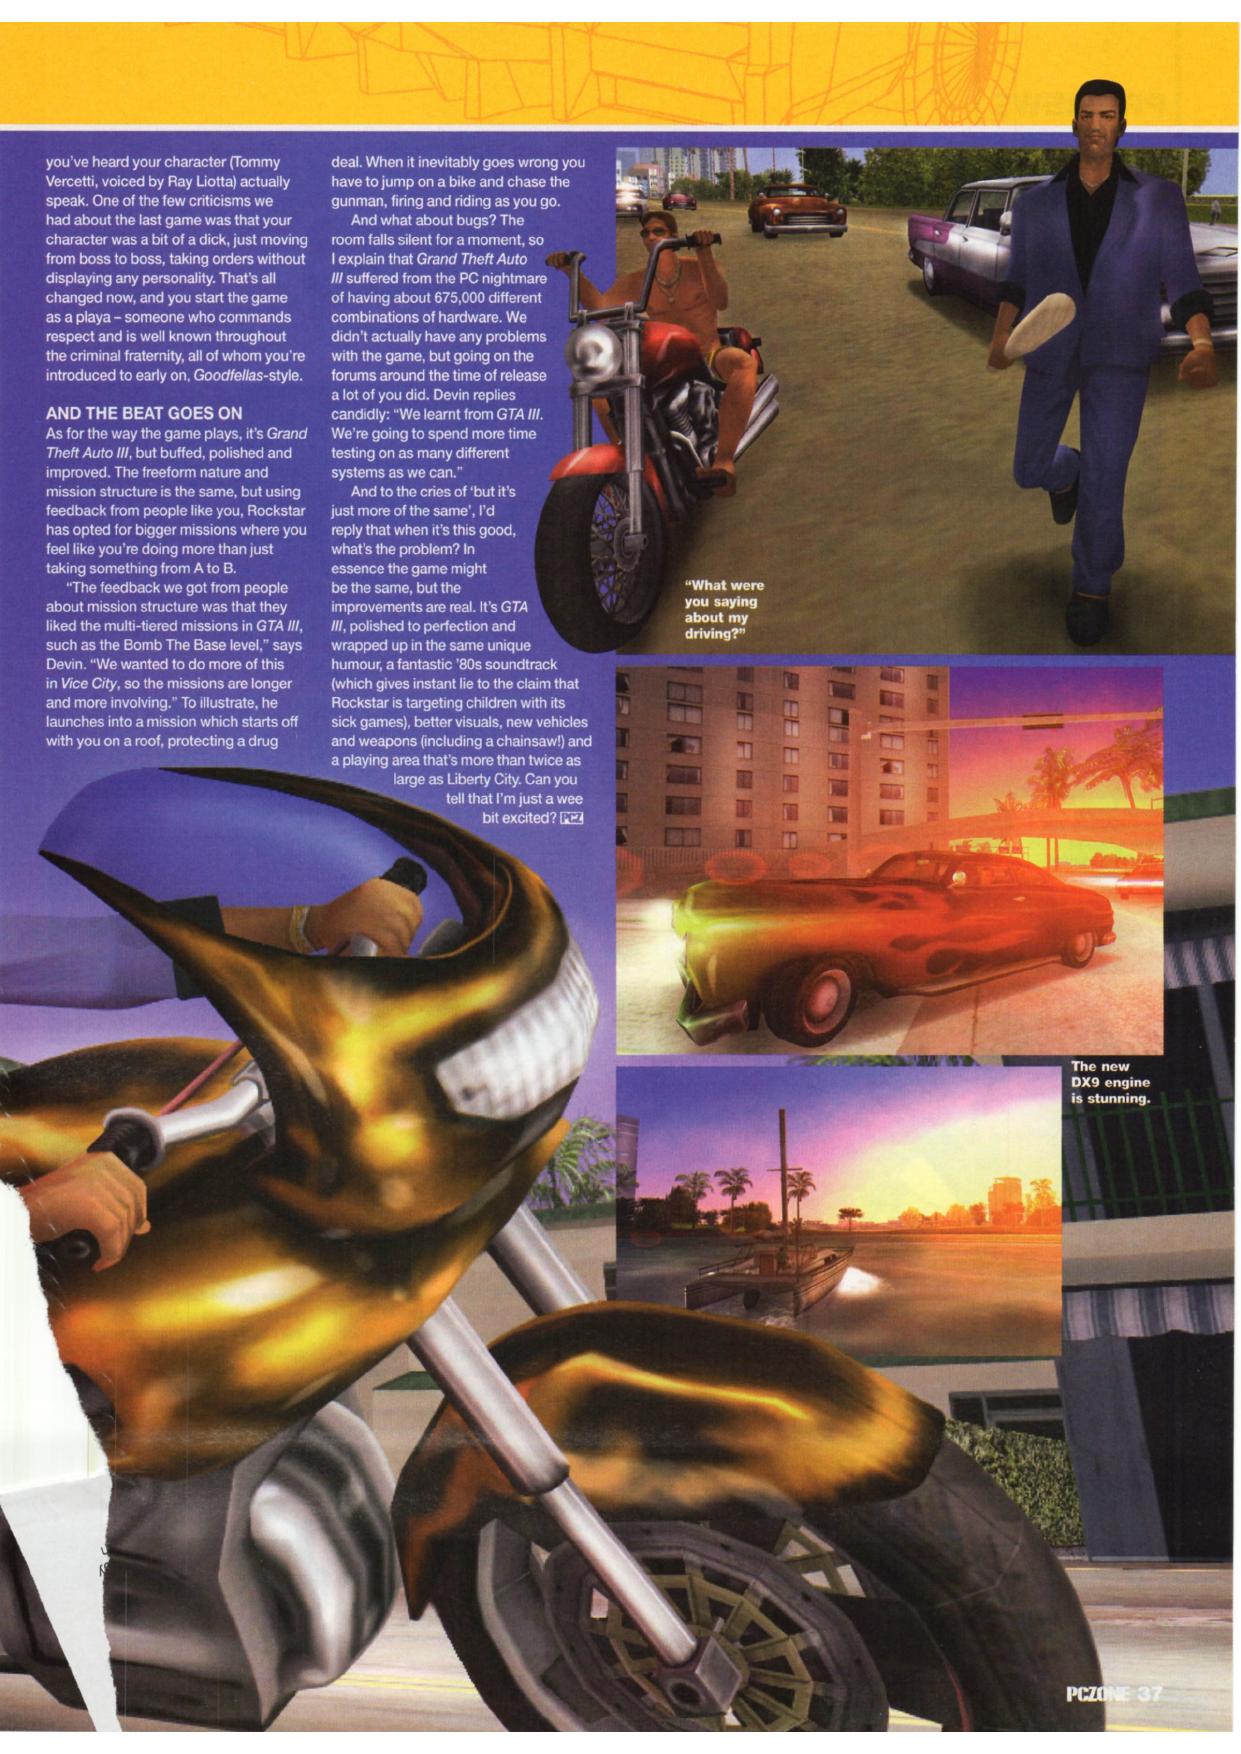 you've heard your character (Tommy
Vercetti, voiced by Ray Liotta) actually
speak. One of the few criticisms we
had about the last game was that your
character was a bit of a dick, just moving
from boss to boss, taking orders without
displaying any personality. That's all
changed now, and you start the game
as a playa – someone who commands
respect and is well known throughout
the criminal fraternity, all of whom you're
introduced to early on, Goodfellas-style.
AND THE BEAT GOES ON
As for the way the game plays, it's Grand
Theft Auto III, but buffed, polished and
improved. The freeform nature and
mission structure is the same, but using
feedback from people like you, Rockstar
has opted for bigger missions where you
feel like you're doing more than just
taking something from A to B.
"The feedback we got from people
about mission structure was that they
liked the multi-tiered missions in GTA III,
such as the Bomb The Base level," says
Devin. "We wanted to do more of this
in Vice City, so the missions are longer
and more involving." To illustrate, he
launches into a mission which starts off
with you on a roof, protecting a drug
deal. When it inevitably goes wrong you
have to jump on a bike and chase the
gunman, firing and riding as you go.
And what about bugs? The
room falls silent for a moment, so
I explain that Grand Theft Auto
III suffered from the PC nightmare
of having about 675,000 different
combinations of hardware. We
didn't actually have any problems
with the game, but going on the
forums around the time of release
a lot of you did. Devin replies
candidly: "We learnt from GTA III.
We're going to spend more time
testing on as many different
systems as we can."
And to the cries of 'but it's
just more of the same', I'd
reply that when it's this good,
what's the problem? In
essence the game might
be the same, but the
improvements are real. It's GTA
III, polished to perfection and
wrapped up in the same unique
humour, a fantastic '80s soundtrack
(which gives instant lie to the claim that
Rockstar is targeting children with its
sick games), better visuals, new vehicles
and weapons (including a chainsaw!) and
a playing area that's more than twice as
large as Liberty City. Can you
tell that I'm just a wee
bit excited? PCZ
"What were
you saying
about my
driving?"
The new
DX9 engine
is stunning.
PCZONE 37